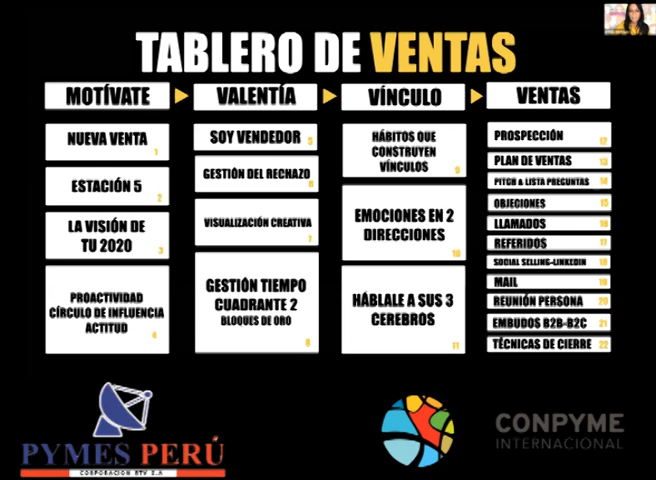 TABLERO DE VENTAS
MOTÍVATE
VALENTÍA
VÍNCULO
VENTAS
NUEVA VENTA
1
ESTACIÓN 5
2
LA VISIÓN DE
TU 2020
3
PROACTIVIDAD
CÍRCULO DE INFLUENCIA
ACTITUD
4
SOY VENDEDOR 5
GESTIÓN DEL RECHAZO
6
VISUALIZACIÓN CREATIVA
7
GESTIÓN TIEMPO
CUADRANTE 2
BLOQUES DE ORO
8
HÁBITOS QUE
CONSTRUYEN
VÍNCULOS
9
EMOCIONES EN 2
DIRECCIONES
10
HÁBLALE A SUS 3
CEREBROS
11
PROSPECCIÓN 12
PLAN DE VENTAS 13
PITCH & LISTA PREGUNTAS 14
OBJECIONES 15
LLAMADOS 16
REFERIDOS 17
SOCIAL SELLING-LINKEDIN 18
MAIL 19
REUNIÓN PERSONA 20
EMBUDOS B2B-B2C 21
TÉCNICAS DE CIERRE 22
PYMES PERÚ
CORPORACION RTV S.A
CONPYME
INTERNACIONAL